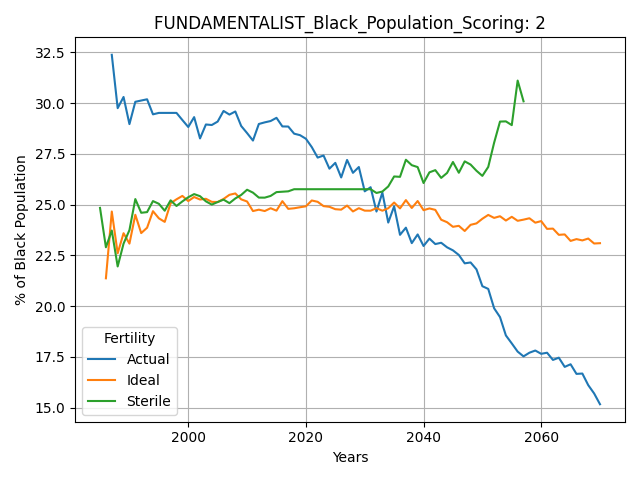 FUNDAMENTALIST_Black_Population_Scoring: 2
% of Black Population
32.5
30.0
27.5
25.0
22.5
20.0
17.5
15.0
Fertility
Actual
Ideal
Sterile
2000
2020
2040
2060
Years